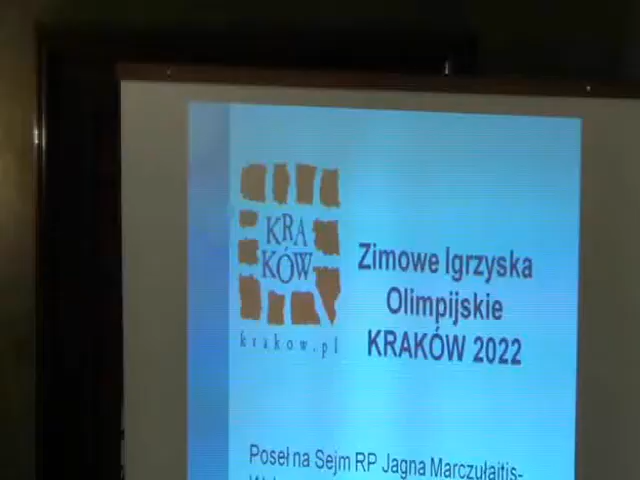 KRA
KÓW
krakow.pl
Zimowe Igrzyska
Olimpijskie
KRAKÓW 2022
Poseł na Sejm RP Jagna Marczułajtis-